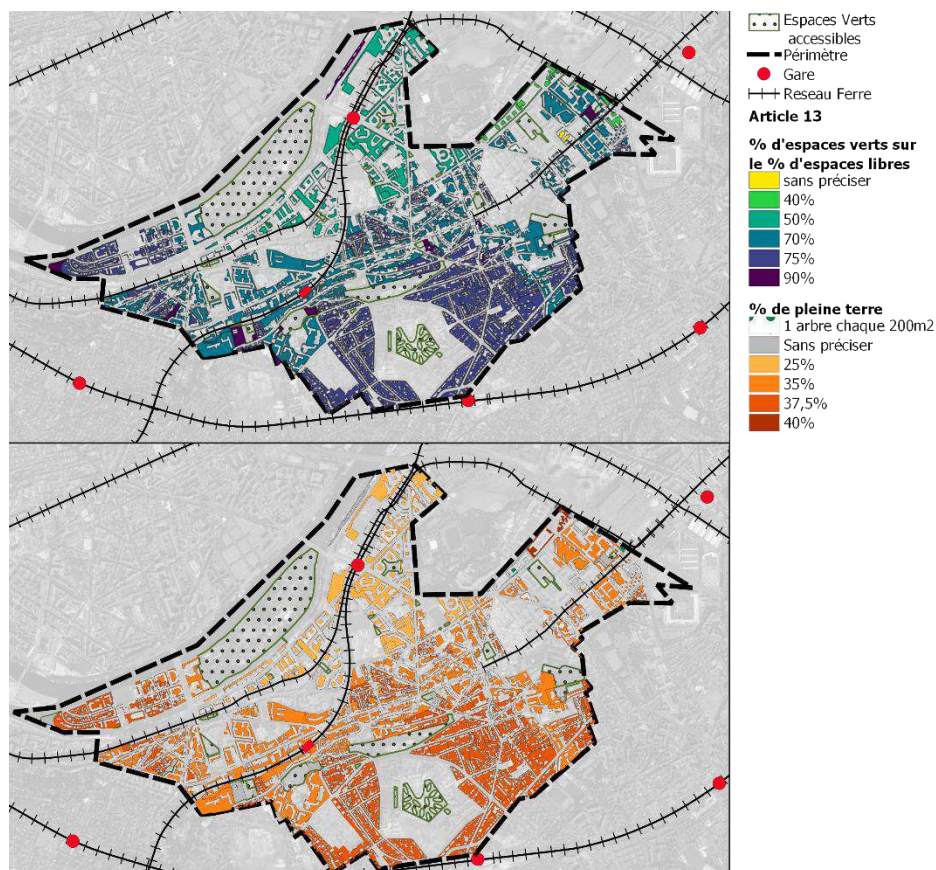 Espaces Verts
accessibles
Périmètre
Gare
Reseau Ferre
Article 13
% d'espaces verts sur
le % d'espaces libres
sans préciser
40%
50%
70%
75%
90%
% de pleine terre
1 arbre chaque 200m2
Sans préciser
25%
35%
37,5%
40%